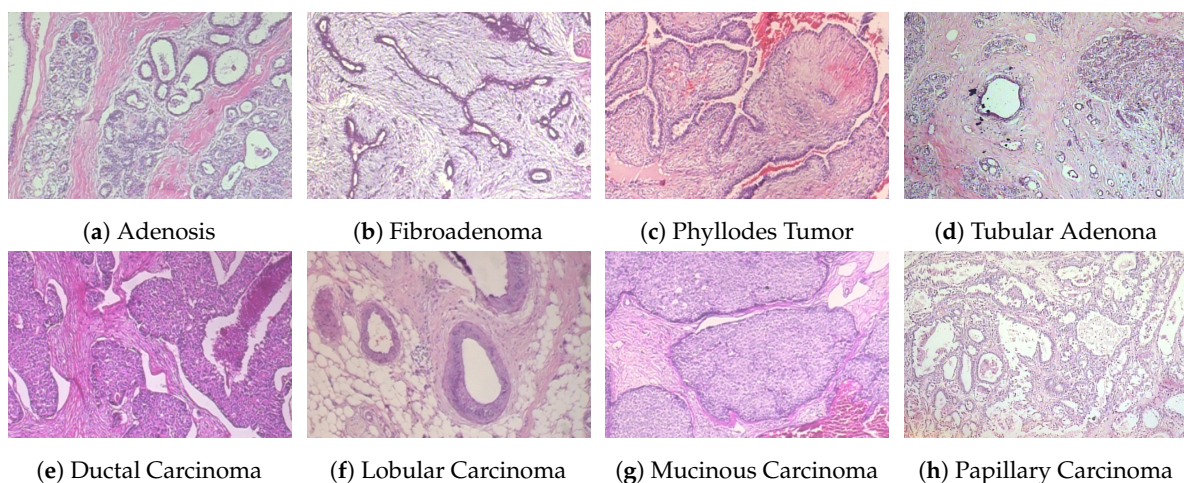 (a) Adenosis
(b) Fibroadenoma
(c) Phyllodes Tumor
(d) Tubular Adenona
(e) Ductal Carcinoma
(f) Lobular Carcinoma
(g) Mucinous Carcinoma
(h) Papillary Carcinoma